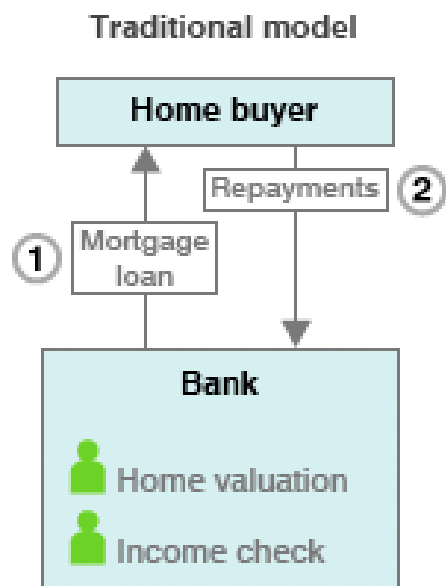 Traditional model
Home buyer
Repayments
2
1
Mortgage
loan
Bank
Home valuation
Income check